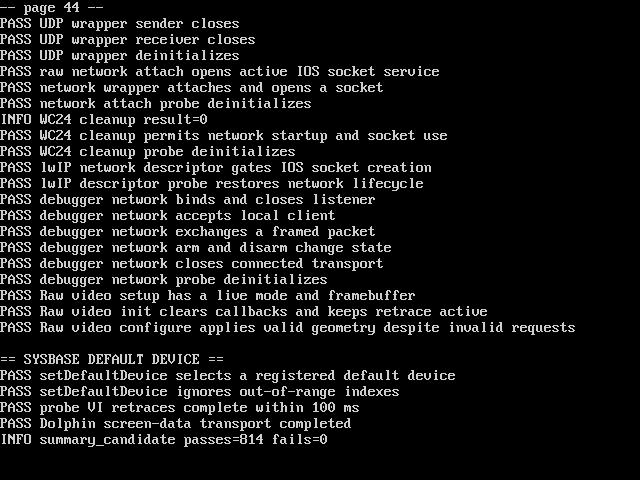 -- page 44 --
PASS UDP wrapper sender closes
PASS UDP wrapper receiver closes
PASS UDP wrapper deinitializes
PASS raw network attach opens active IOS socket service
PASS network wrapper attaches and opens a socket
PASS network attach probe deinitializes
INFO WC24 cleanup result=0
PASS WC24 cleanup permits network startup and socket use
PASS WC24 cleanup probe deinitializes
PASS lwIP network descriptor gates IOS socket creation
PASS lwIP descriptor probe restores network lifecycle
PASS debugger network binds and closes listener
PASS debugger network accepts local client
PASS debugger network exchanges a framed packet
PASS debugger network arm and disarm change state
PASS debugger network closes connected transport
PASS debugger network probe deinitializes
PASS Raw video setup has a live mode and framebuffer
PASS Raw video init clears callbacks and keeps retrace active
PASS Raw video configure applies valid geometry despite invalid requests
== SYSBASE DEFAULT DEVICE ==
PASS setDefaultDevice selects a registered default device
PASS setDefaultDevice ignores out-of-range indexes
PASS probe VI retraces complete within 100 ms
PASS Dolphin screen-data transport completed
INFO summary_candidate passes=814 fails=0